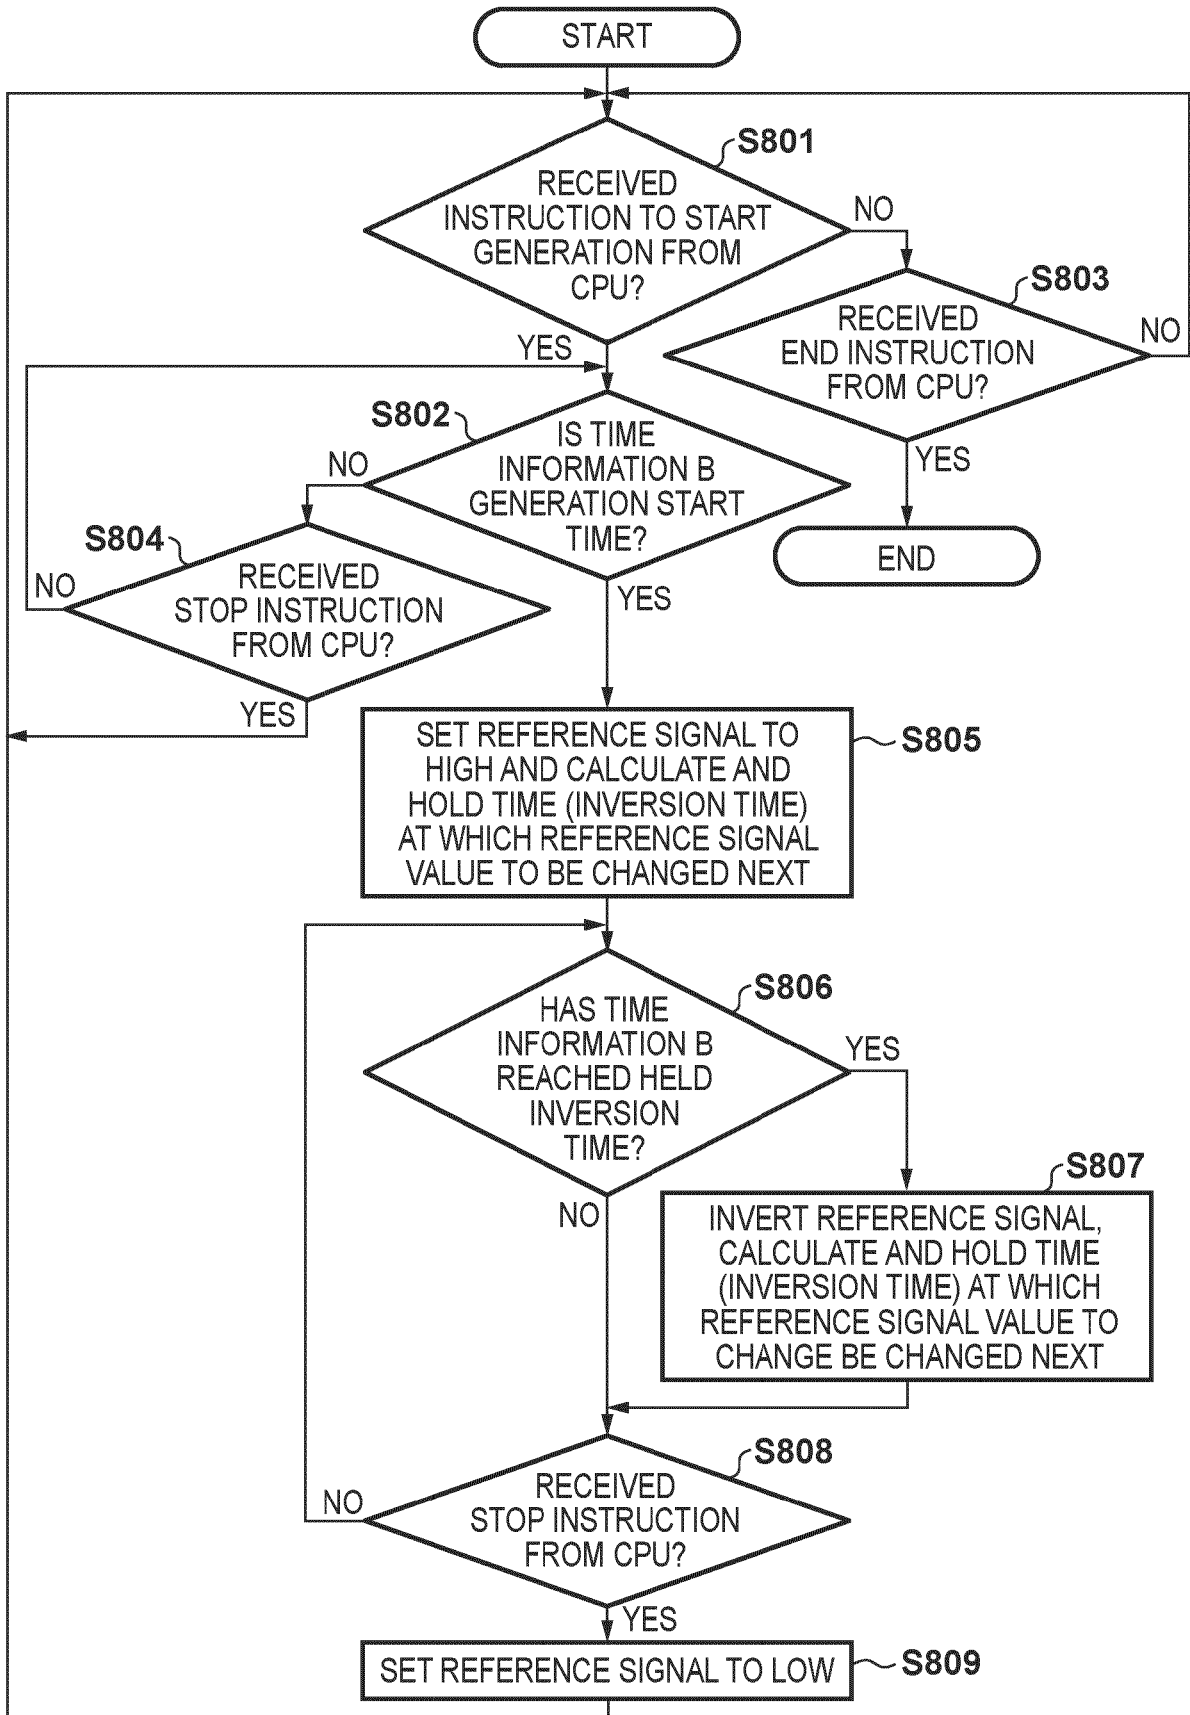 START
S801
RECEIVED
INSTRUCTION TO START
GENERATION FROM
CPU?
NO
YES
S803
RECEIVED
END INSTRUCTION
FROM CPU?
NO
YES
END
S802
IS TIME
INFORMATION B
GENERATION START
TIME?
NO
YES
S804
RECEIVED
STOP INSTRUCTION
FROM CPU?
NO
YES
S805
SET REFERENCE SIGNAL TO
HIGH AND CALCULATE AND
HOLD TIME (INVERSION TIME)
AT WHICH REFERENCE SIGNAL
VALUE TO BE CHANGED NEXT
S806
HAS TIME
INFORMATION B
REACHED HELD
INVERSION
TIME?
YES
NO
S807
INVERT REFERENCE SIGNAL,
CALCULATE AND HOLD TIME
(INVERSION TIME) AT WHICH
REFERENCE SIGNAL VALUE TO
CHANGE BE CHANGED NEXT
S808
RECEIVED
STOP INSTRUCTION
FROM CPU?
NO
YES
S809
SET REFERENCE SIGNAL TO LOW